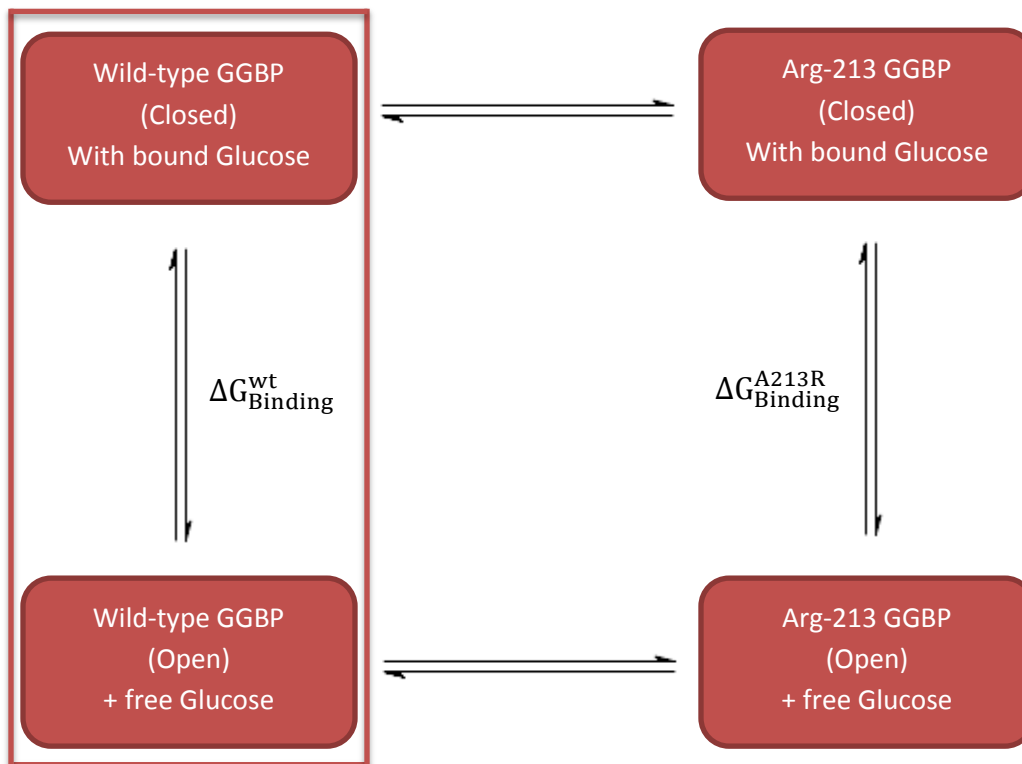 Wild-type GGBP
(Closed)
With bound Glucose
Arg-213 GGBP
(Closed)
With bound Glucose
ΔG^wt_Binding
ΔG^A213R_Binding
Wild-type GGBP
(Open)
+ free Glucose
Arg-213 GGBP
(Open)
+ free Glucose